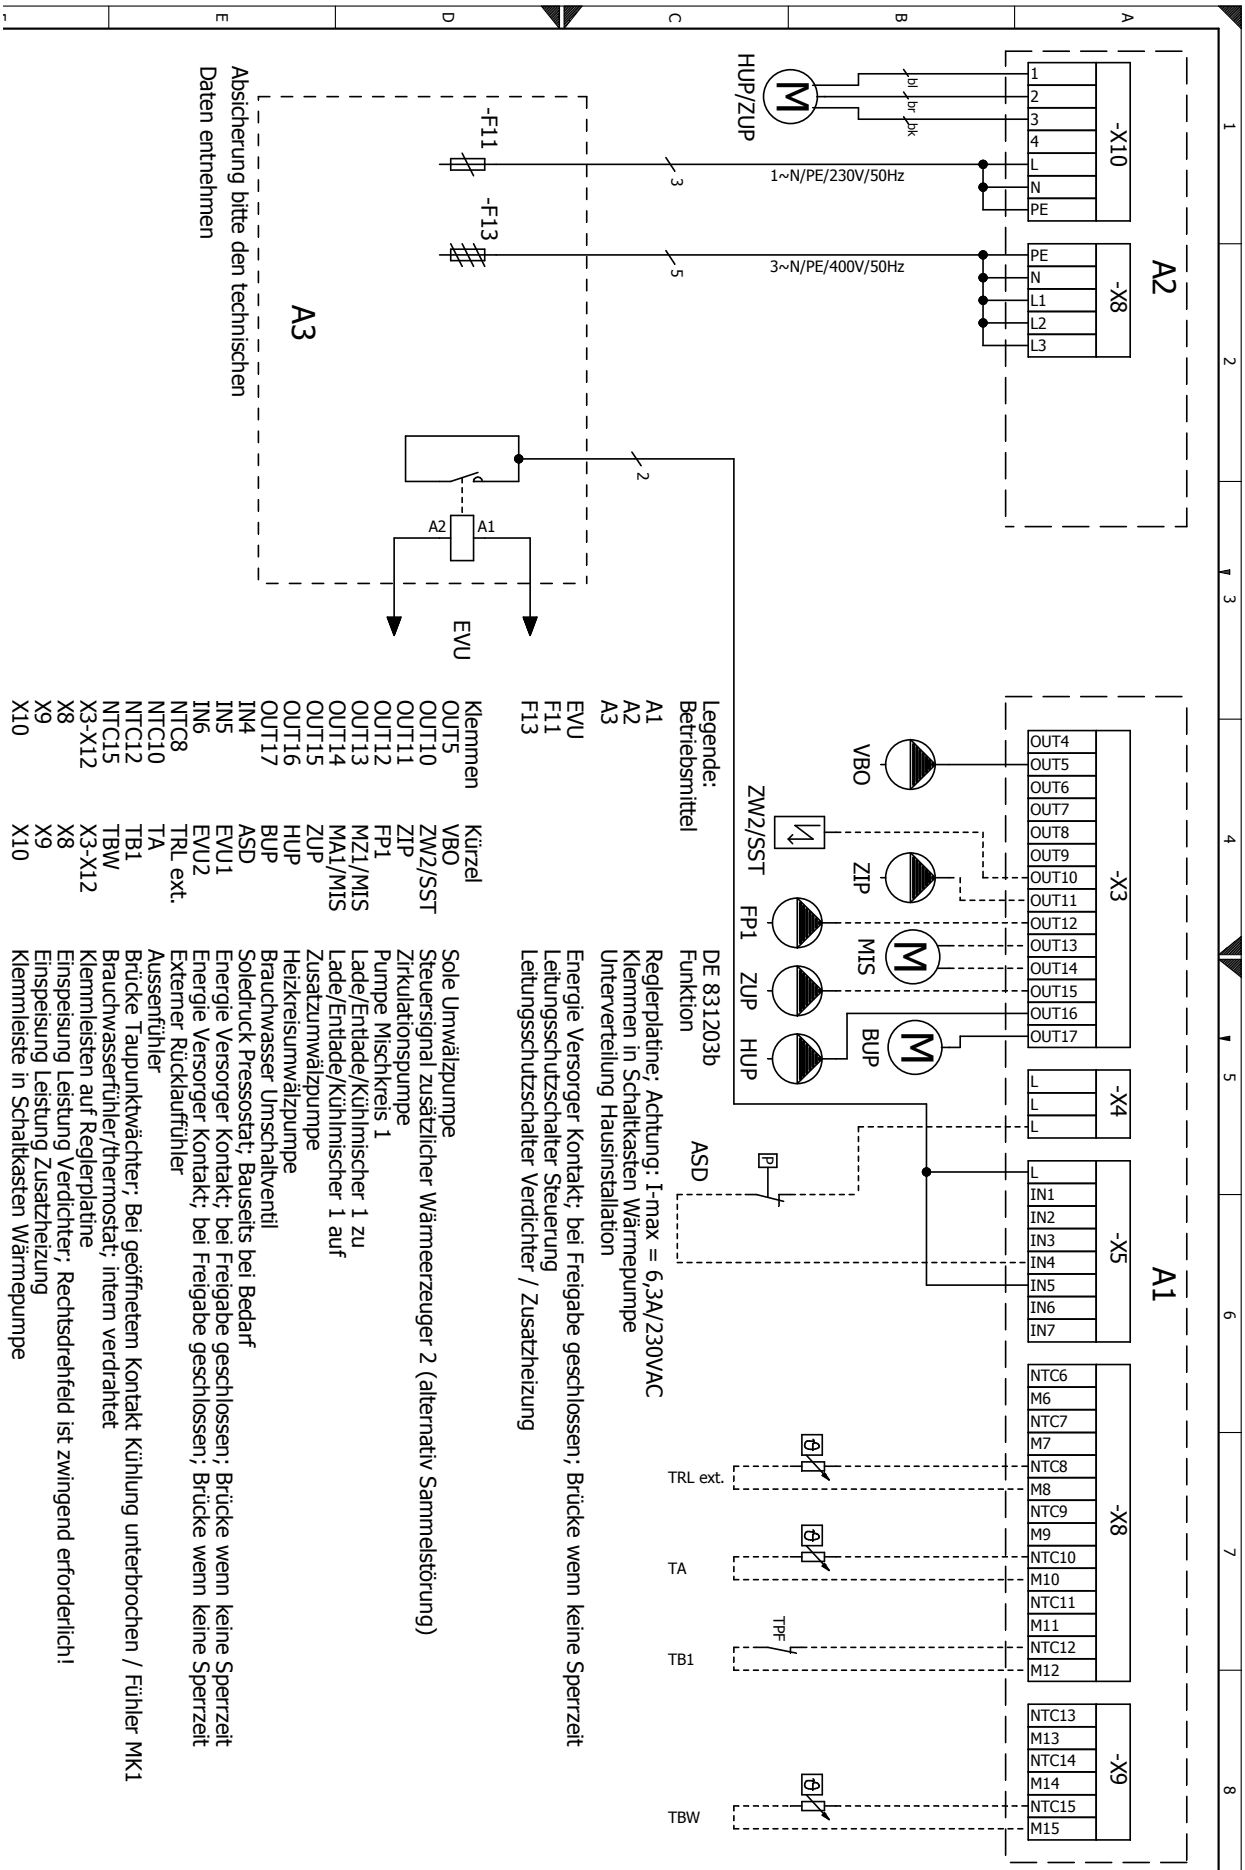 1
2
3
4
5
6
7
8
A
B
C
D
E
A2
-X10
1
2
3
4
L
N
PE
-X8
PE
N
L1
L2
L3
bl
br
bk
M
HUP/ZUP
1~N/PE/230V/50Hz
3~N/PE/400V/50Hz
3
5
2
-F11
-F13
A3
A2
A1
EVU
Absicherung bitte den technischen
Daten entnehmen
A1
-X3
OUT4
OUT5
OUT6
OUT7
OUT8
OUT9
OUT10
OUT11
OUT12
OUT13
OUT14
OUT15
OUT16
OUT17
-X4
L
L
L
-X5
L
IN1
IN2
IN3
IN4
IN5
IN6
IN7
-X8
NTC6
M6
NTC7
M7
NTC8
M8
NTC9
M9
NTC10
M10
NTC11
M11
NTC12
M12
-X9
NTC13
M13
NTC14
M14
NTC15
M15
VBO
ZW2/SST
ZIP
FP1
M
MIS
ZUP
HUP
M
BUP
P
ASD
ϑ
TRL ext.
ϑ
TA
TPF
TB1
ϑ
TBW
Legende: DE 831203b
Betriebsmittel Funktion
A1 Reglerplatine; Achtung: I-max = 6,3A/230VAC
A2 Klemmen in Schaltkasten Wärmepumpe
A3 Unterverteilung Hausinstallation
EVU Energie Versorger Kontakt; bei Freigabe geschlossen; Brücke wenn keine Sperrzeit
F11 Leitungsschutzschalter Steuerung
F13 Leitungsschutzschalter Verdichter / Zusatzheizung
Klemmen Kürzel
OUT5 VBO Sole Umwälzpumpe
OUT10 ZW2/SST Steuersignal zusätzlicher Wärmeerzeuger 2 (alternativ Sammelstörung)
OUT11 ZIP Zirkulationspumpe
OUT12 FP1 Pumpe Mischkreis 1
OUT13 MZ1/MIS Lade/Entlade/Kühlmischer 1 zu
OUT14 MA1/MIS Lade/Entlade/Kühlmischer 1 auf
OUT15 ZUP Zusatzumwälzpumpe
OUT16 HUP Heizkreisumwälzpumpe
OUT17 BUP Brauchwasser Umschaltventil
IN4 ASD Soledruck Pressostat; Bauseits bei Bedarf
IN5 EVU1 Energie Versorger Kontakt; bei Freigabe geschlossen; Brücke wenn keine Sperrzeit
IN6 EVU2 Energie Versorger Kontakt; bei Freigabe geschlossen; Brücke wenn keine Sperrzeit
NTC8 TRL ext. Externer Rücklauffühler
NTC10 TA Aussenfühler
NTC12 TB1 Brücke Taupunktwächter; Bei geöffnetem Kontakt Kühlung unterbrochen / Fühler MK1
NTC15 TBW Brauchwasserfühler/thermostat; intern verdrahtet
X3-X12 X3-X12 Klemmleisten auf Reglerplatine
X8 X8 Einspeisung Leistung Verdichter; Rechtsdrehfeld ist zwingend erforderlich!
X9 X9 Einspeisung Leistung Zusatzheizung
X10 X10 Klemmleiste in Schaltkasten Wärmepumpe